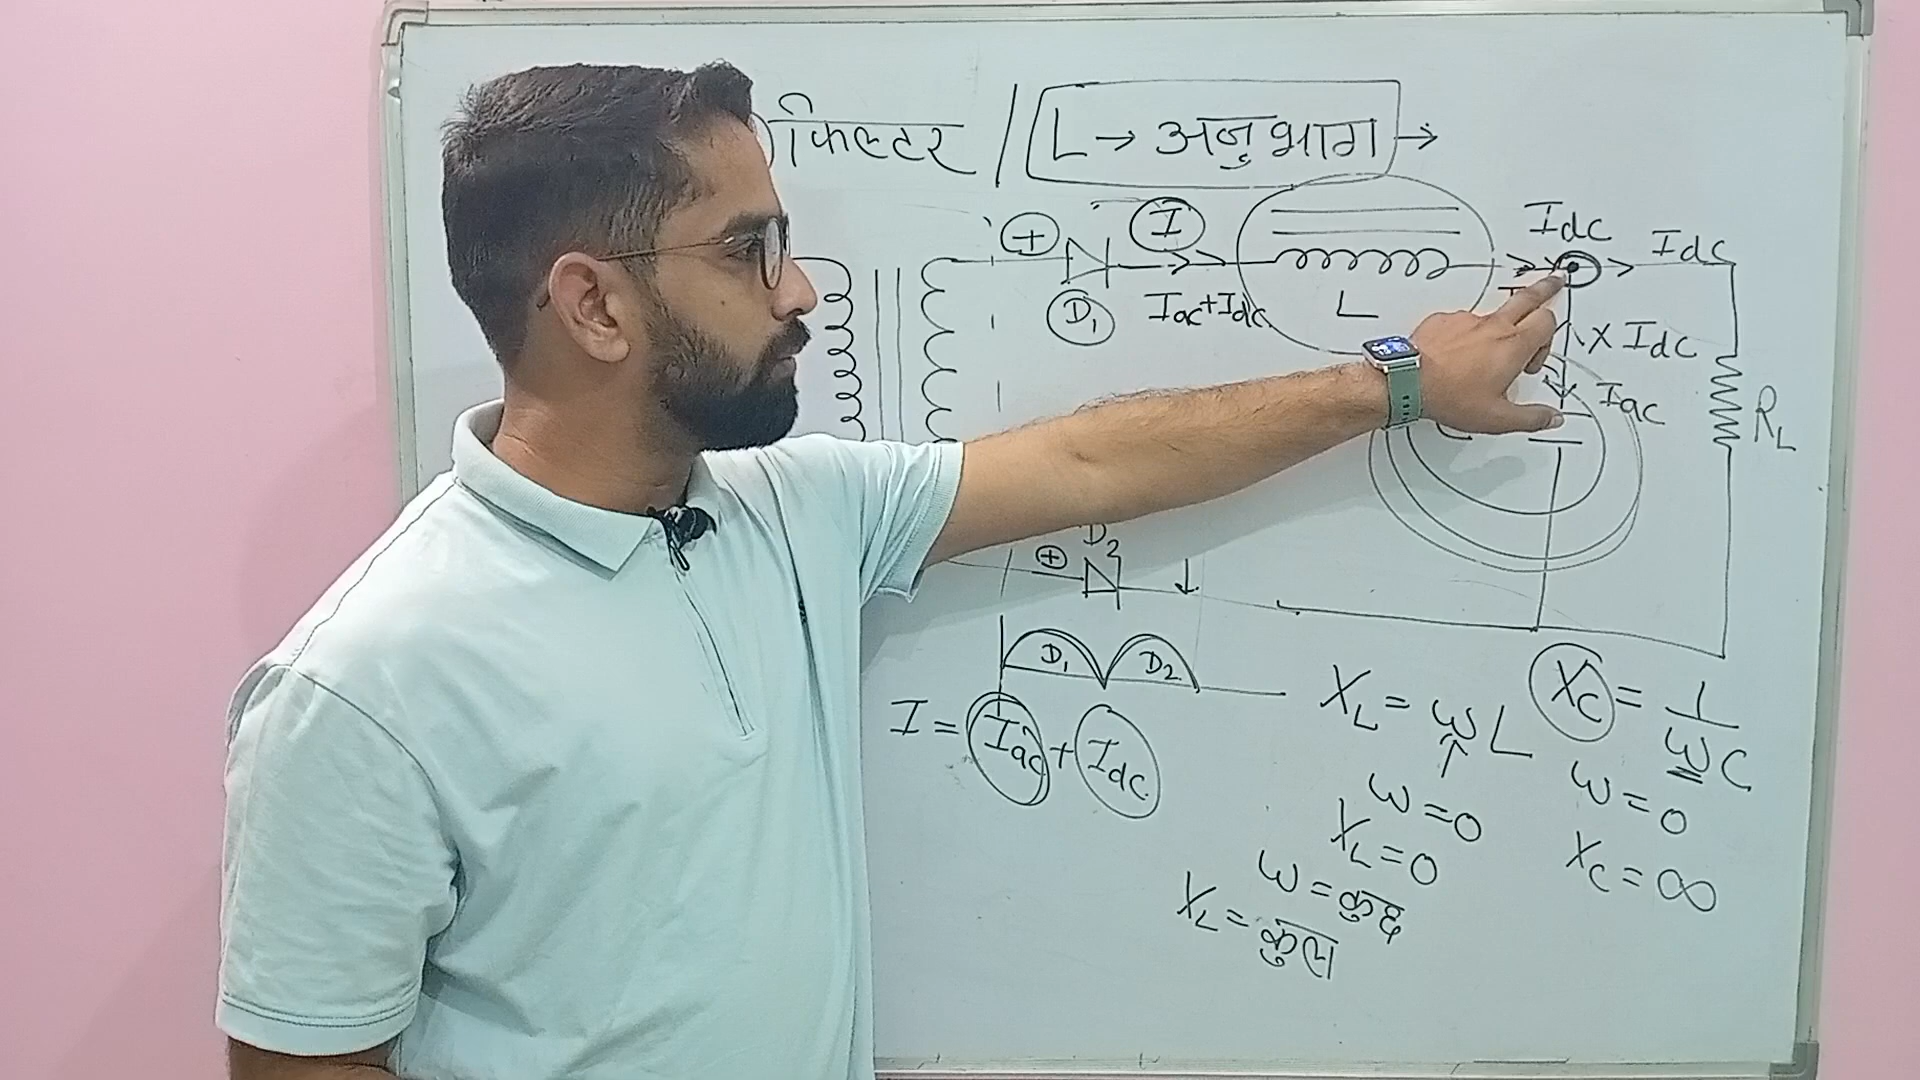 फिल्टर / L → अनुभाग →
+ I Idc Idc
D1 Iac+Idc L
X Idc
Iac
RL
D2
+
D1 D2
I = Iac + Idc
XL = ωL
ω = 0
XL = 0
ω = कुछ
XL = कुछ
XC = 1/ωC
ω = 0
XC = ∞